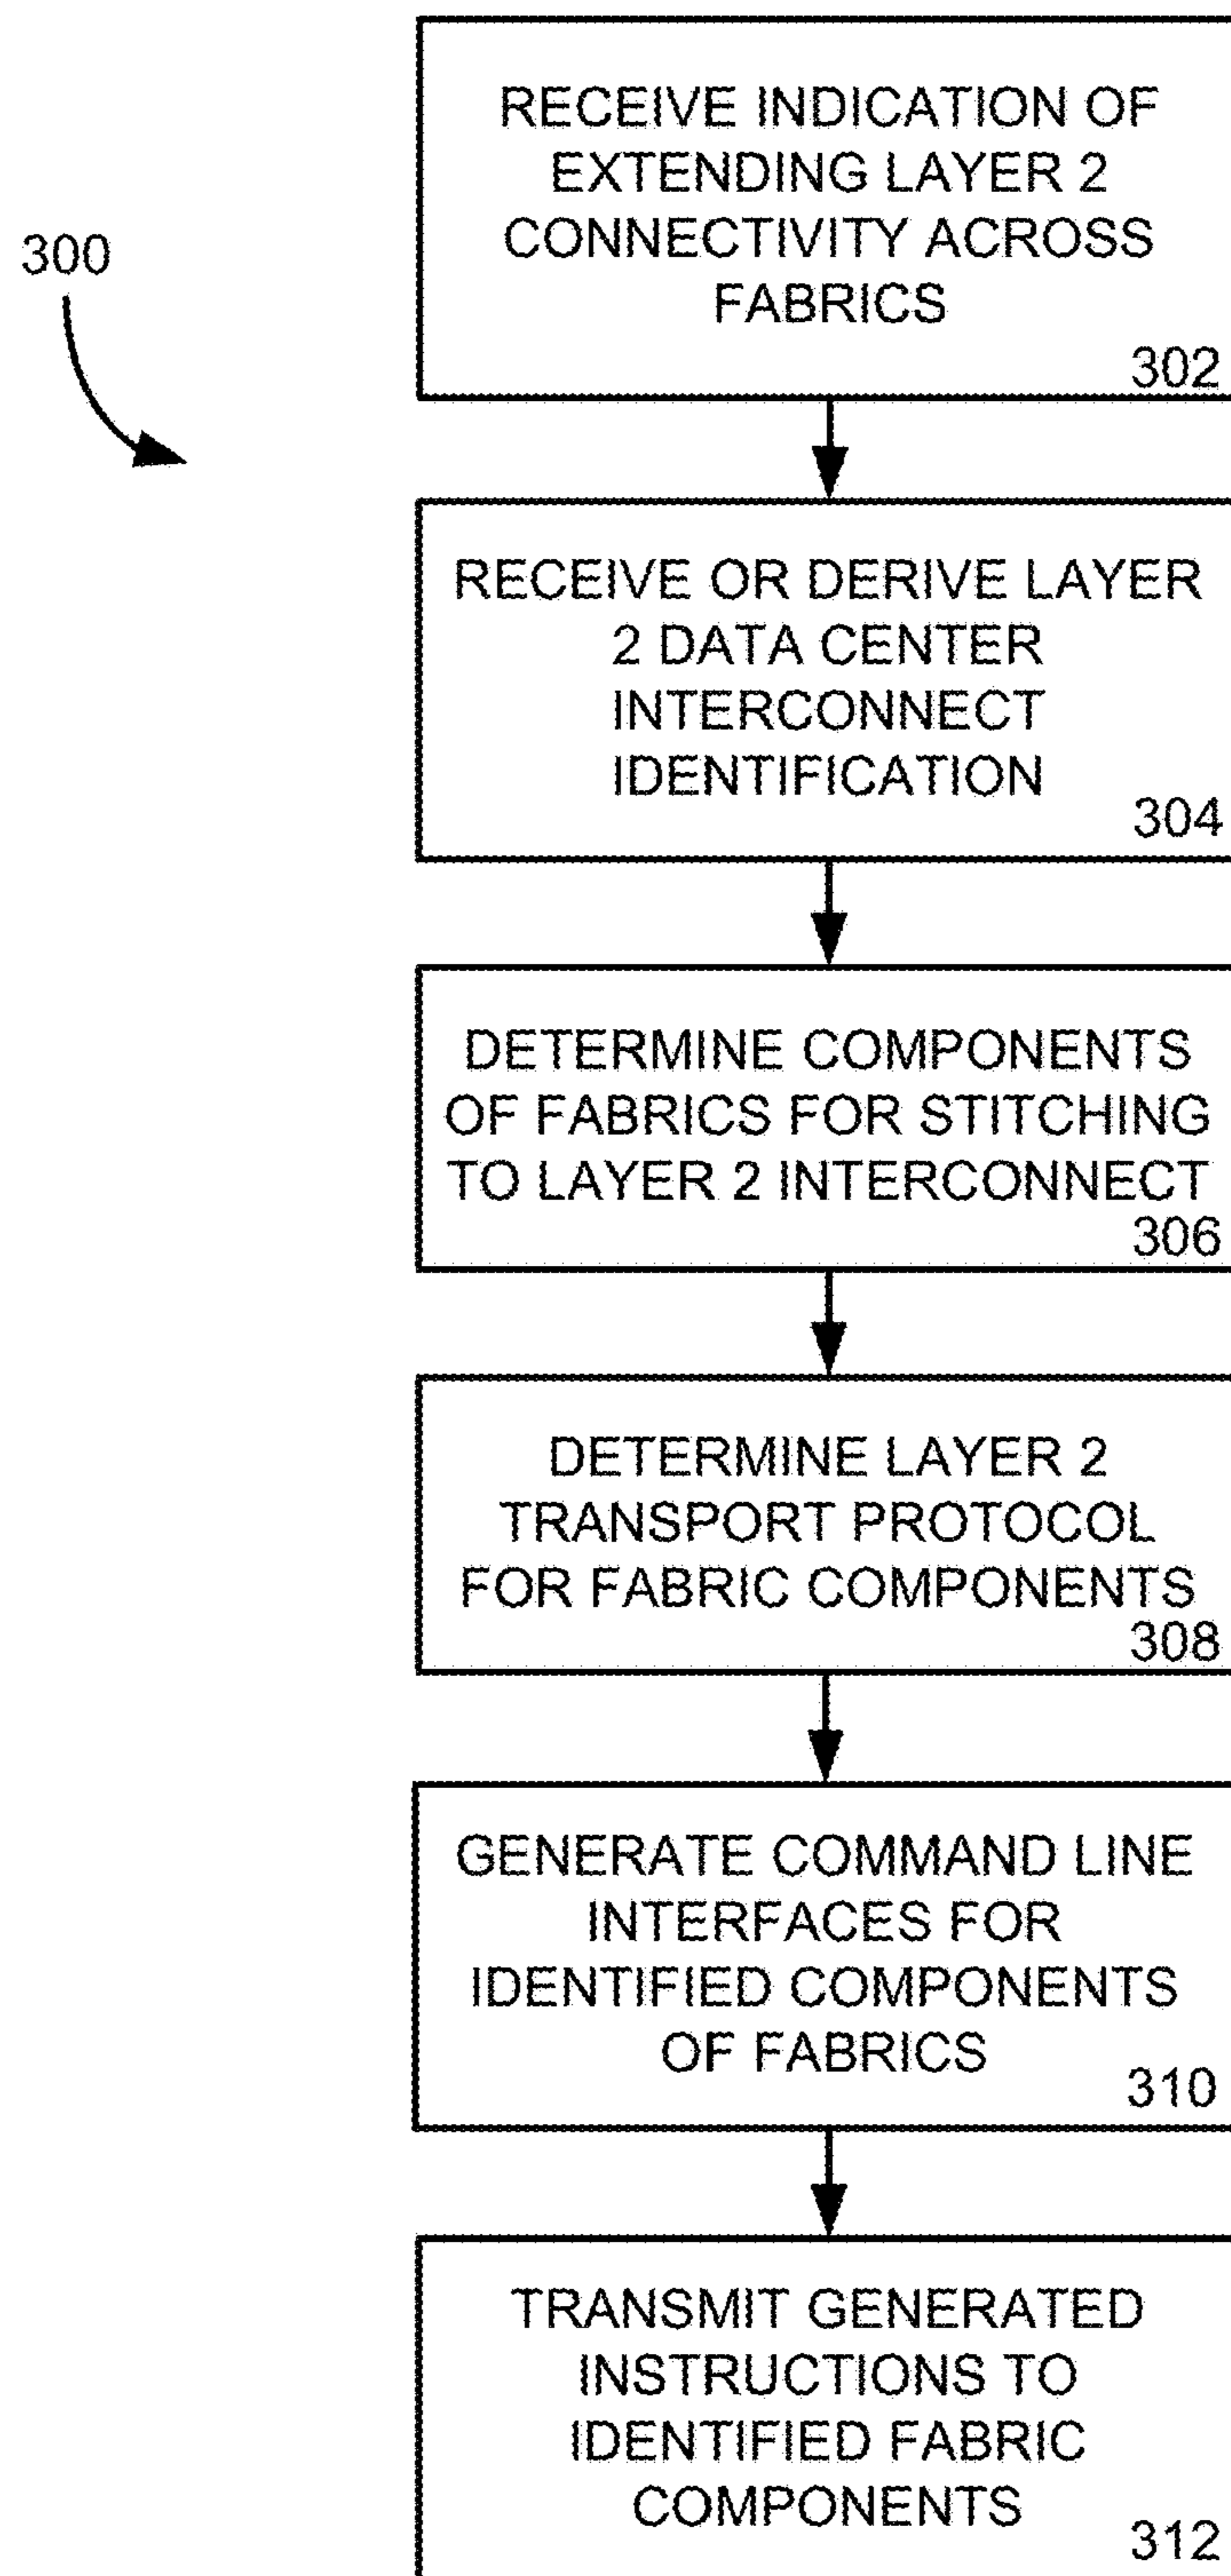 300
RECEIVE INDICATION OF
EXTENDING LAYER 2
CONNECTIVITY ACROSS
FABRICS
302
RECEIVE OR DERIVE LAYER
2 DATA CENTER
INTERCONNECT
IDENTIFICATION
304
DETERMINE COMPONENTS
OF FABRICS FOR STITCHING
TO LAYER 2 INTERCONNECT
306
DETERMINE LAYER 2
TRANSPORT PROTOCOL
FOR FABRIC COMPONENTS
308
GENERATE COMMAND LINE
INTERFACES FOR
IDENTIFIED COMPONENTS
OF FABRICS
310
TRANSMIT GENERATED
INSTRUCTIONS TO
IDENTIFIED FABRIC
COMPONENTS
312